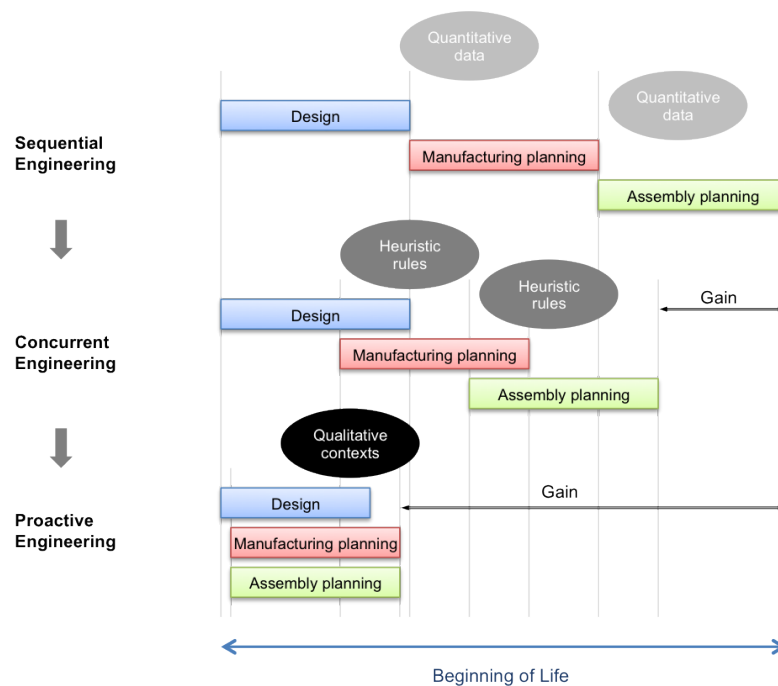 Quantitative
data
Quantitative
data
Design
Sequential
Engineering
Manufacturing planning
Assembly planning
Heuristic
rules
Heuristic
rules
Gain
Design
Concurrent
Engineering
Manufacturing planning
Assembly planning
Qualitative
contexts
Gain
Design
Proactive
Engineering
Manufacturing planning
Assembly planning
Beginning of Life